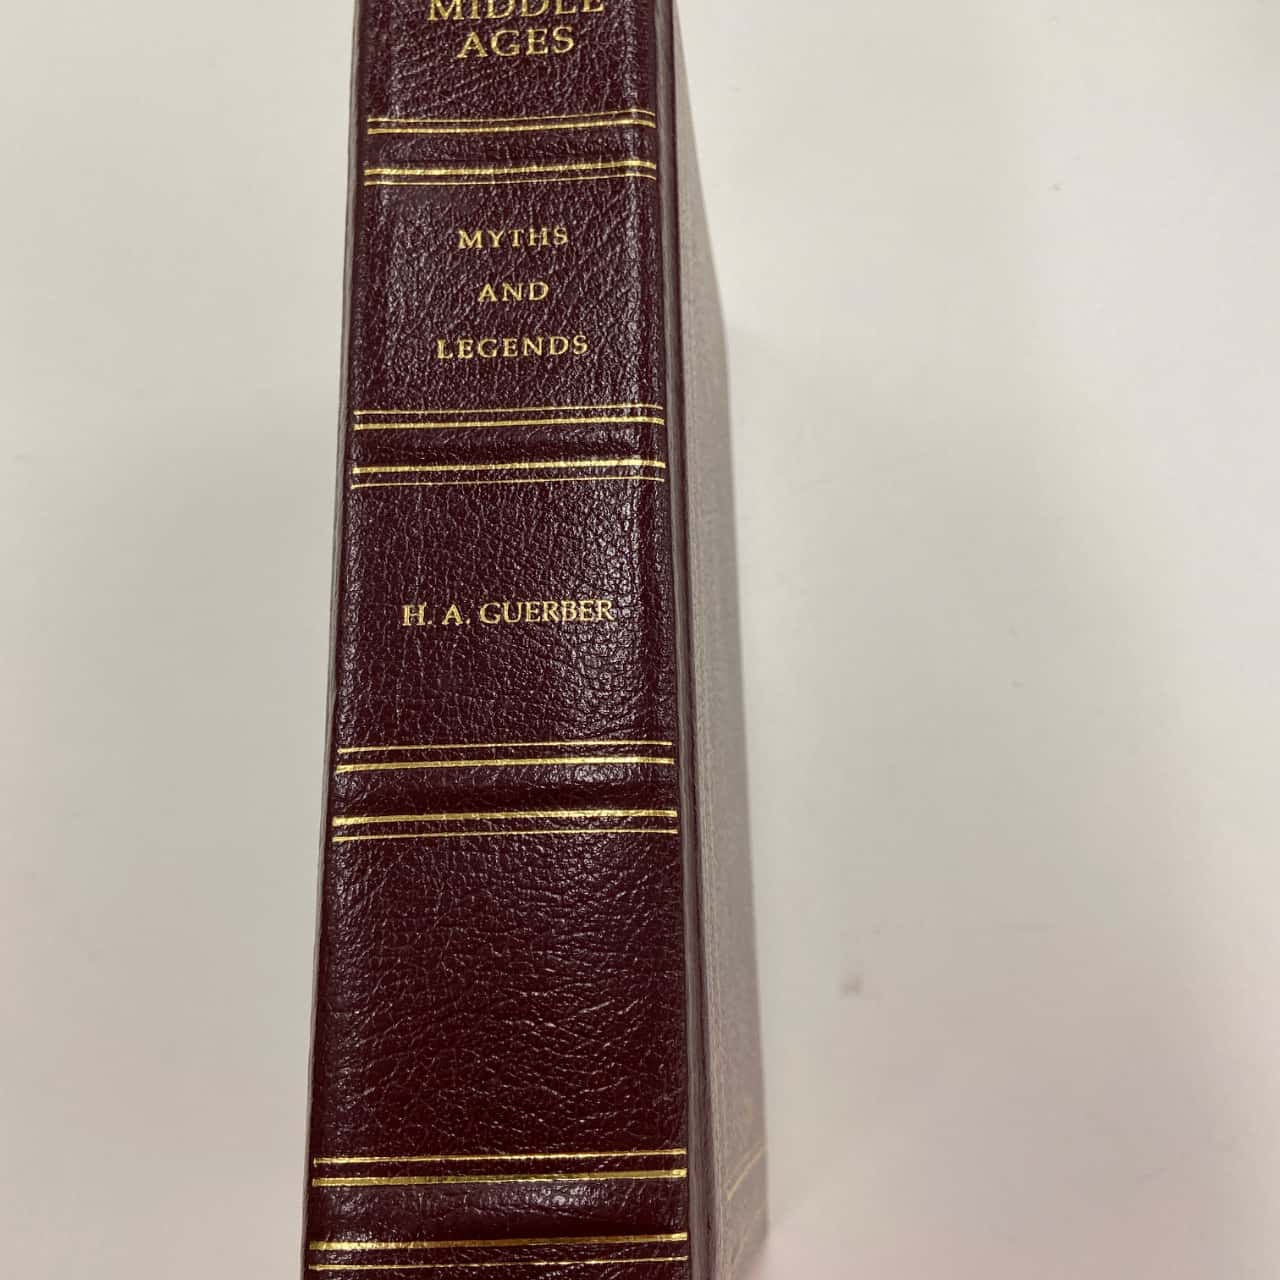 MIDDLE
AGES
MYTHS
AND
LEGENDS
H. A. GUERBER